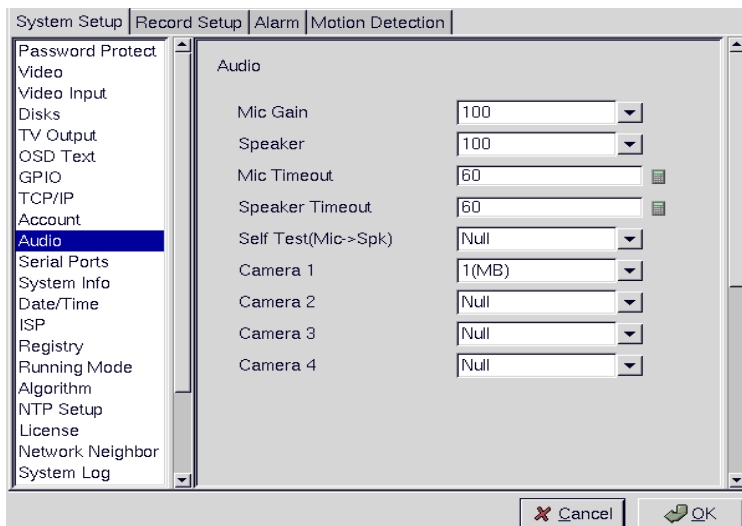 System Setup Record Setup Alarm Motion Detection
Password Protect
Video
Video Input
Disks
TV Output
OSD Text
GPIO
TCP/IP
Account
Audio
Serial Ports
System Info
Date/Time
ISP
Registry
Running Mode
Algorithm
NTP Setup
License
Network Neighbor
System Log
Audio
Mic Gain 100
Speaker 100
Mic Timeout 60
Speaker Timeout 60
Self Test(Mic->Spk) Null
Camera 1 1(MB)
Camera 2 Null
Camera 3 Null
Camera 4 Null
Cancel OK